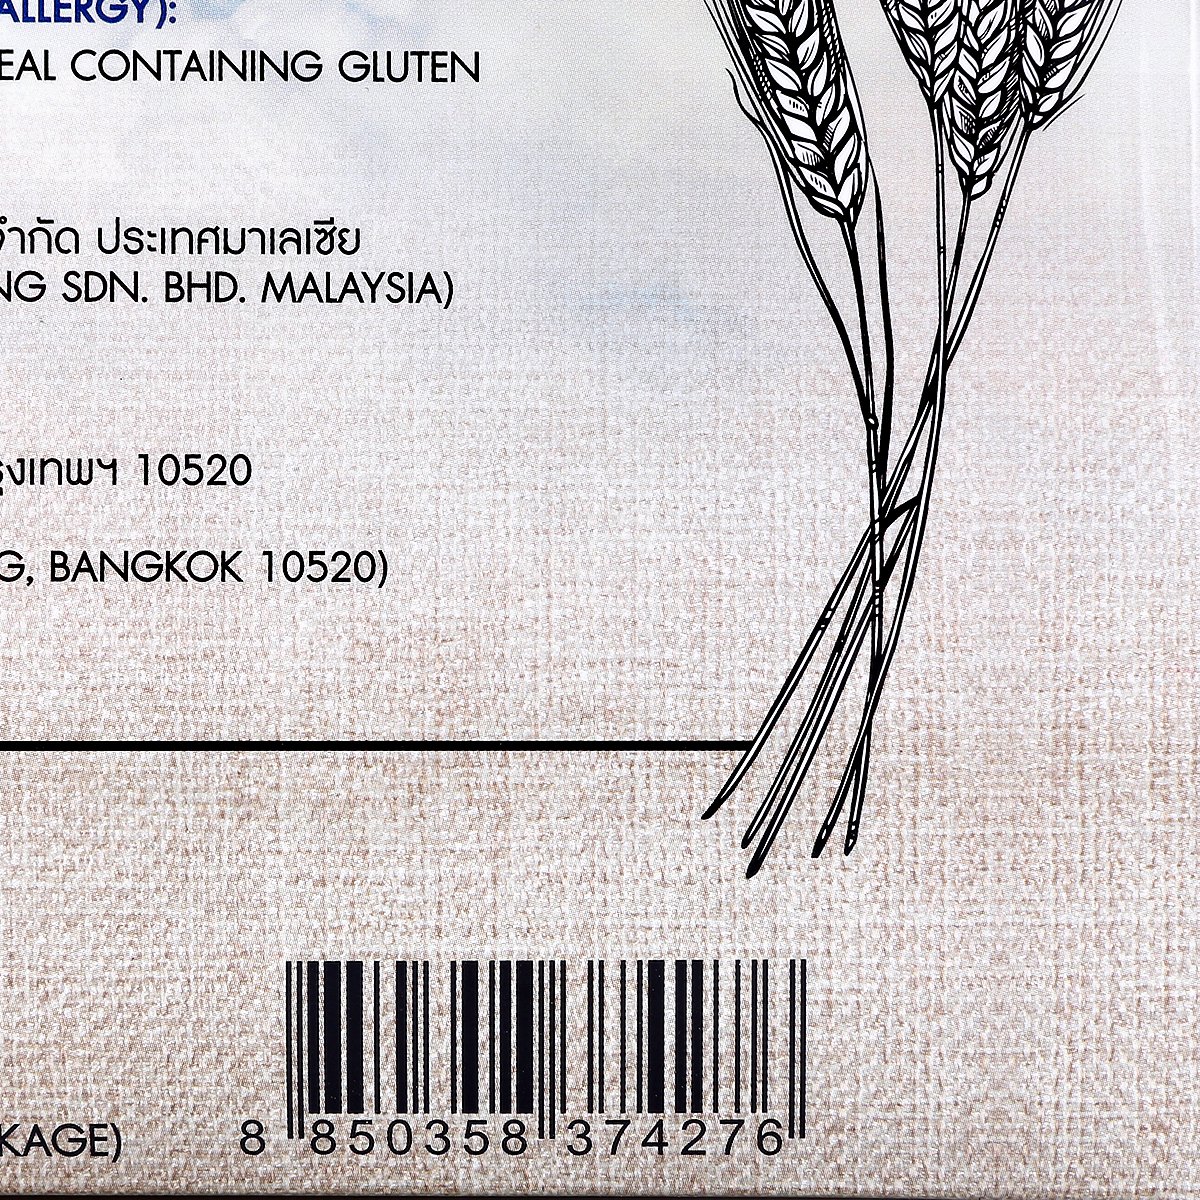 ALLERGY):
EAL CONTAINING GLUTEN
จำกัด ประเทศมาเลเซีย
NG SDN. BHD. MALAYSIA)
รุงเทพฯ 10520
G, BANGKOK 10520)
KAGE)
8 850358 374276